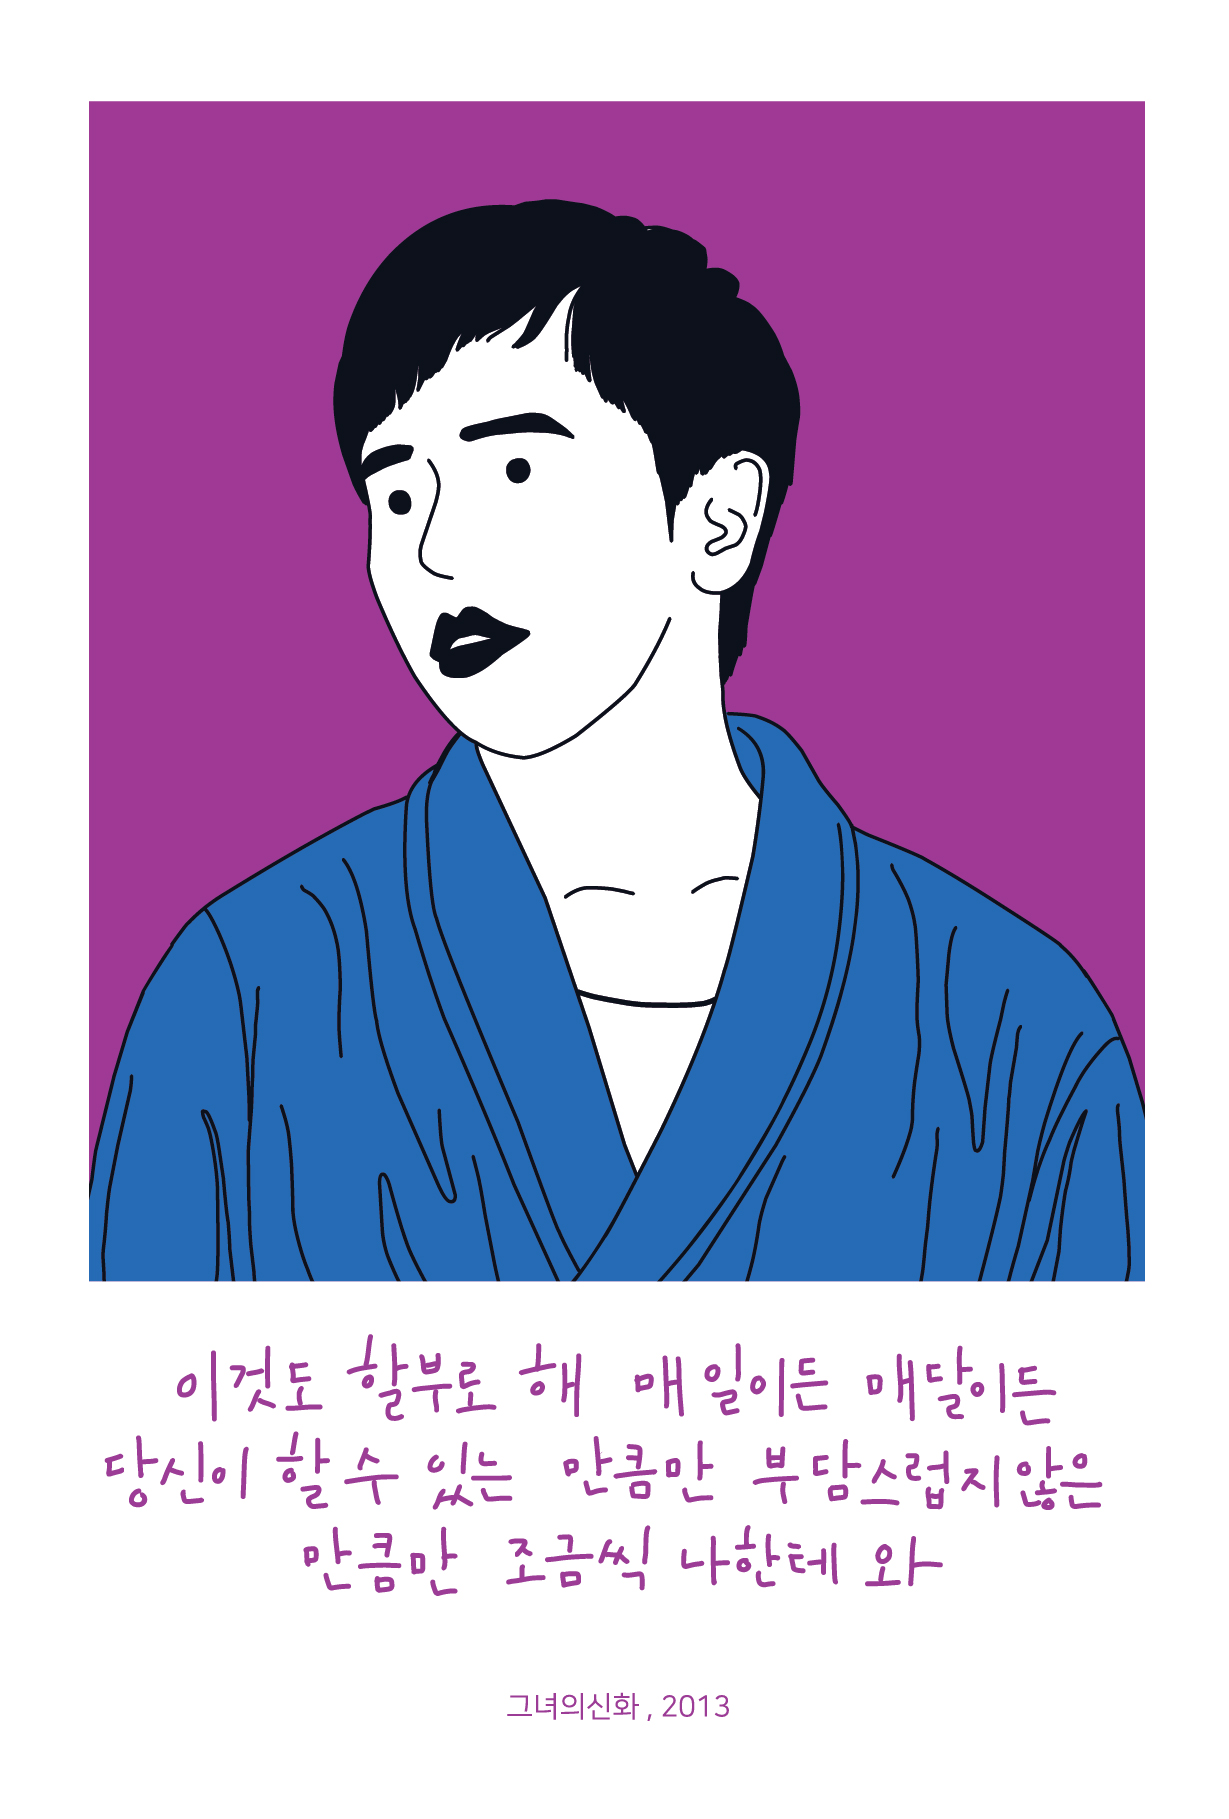 이것도 할부로 해 매일이든 매달이든
당신이 할 수 있는 만큼만 부담스럽지않은
만큼만 조금씩 나한테 와
그녀의신화, 2013